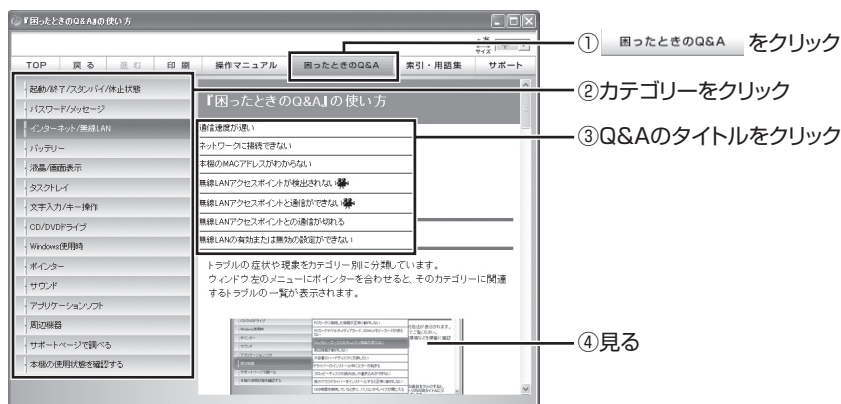 『困ったときのQ&A』の使い方
サイズ
TOP 戻る 進む 印刷 操作マニュアル 困ったときのQ&A 索引・用語集 サポート
① 困ったときのQ&A をクリック
起動/終了/スタンバイ/休止状態
②カテゴリーをクリック
『困ったときのQ&A』の使い方
パスワード/メッセージ
インターネット/無線LAN
通信速度が遅い
③Q&Aのタイトルをクリック
バッテリー
ネットワークに接続できない
本機のMACアドレスがわからない
液晶/画面表示
無線LANアクセスポイントが検出されない
タスクトレイ
無線LANアクセスポイントと通信ができない
文字入力/キー操作
無線LANアクセスポイントとの通信が切れる
CD/DVDドライブ
無線LANの有効または無効の設定ができない
Windows使用時
ポインター
トラブルの症状や現象をカテゴリー別に分類しています。
サウンド
ウィンドウ左のメニューにポインターを合わせると、そのカテゴリーに関連
するトラブルの一覧が表示されます。
アプリケーションソフト
周辺機器
サポートページで調べる
④見る
本機の使用状態を確認する